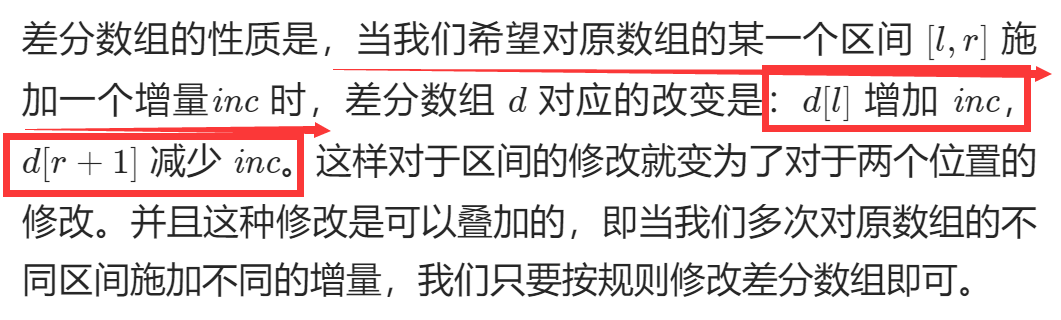 差分数组的性质是，当我们希望对原数组的某一个区间 [l, r] 施
加一个增量inc 时，差分数组 d 对应的改变是：d[l] 增加 inc，
d[r + 1] 减少 inc。这样对于区间的修改就变为了对于两个位置的
修改。并且这种修改是可以叠加的，即当我们多次对原数组的不
同区间施加不同的增量，我们只要按规则修改差分数组即可。